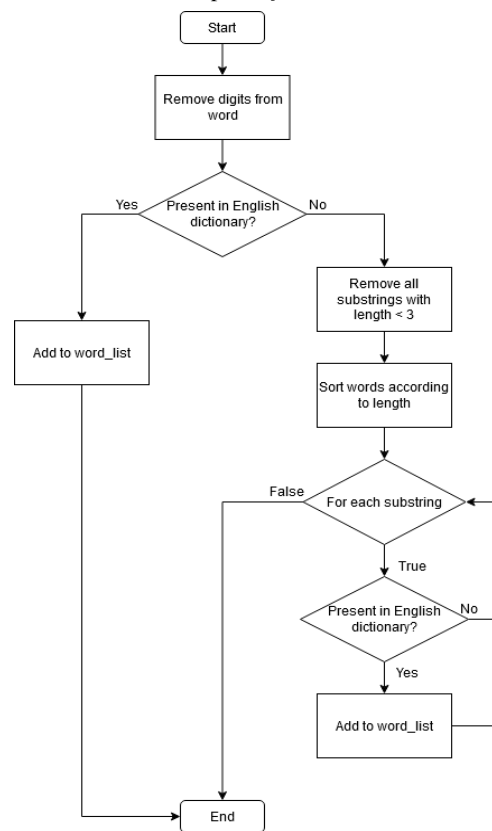 Start
Remove digits from
word
Yes
Present in English
dictionary?
No
Remove all
substrings with
length < 3
Add to word_list
Sort words according
to length
False
For each substring
True
Present in English
dictionary?
No
Yes
Add to word_list
End